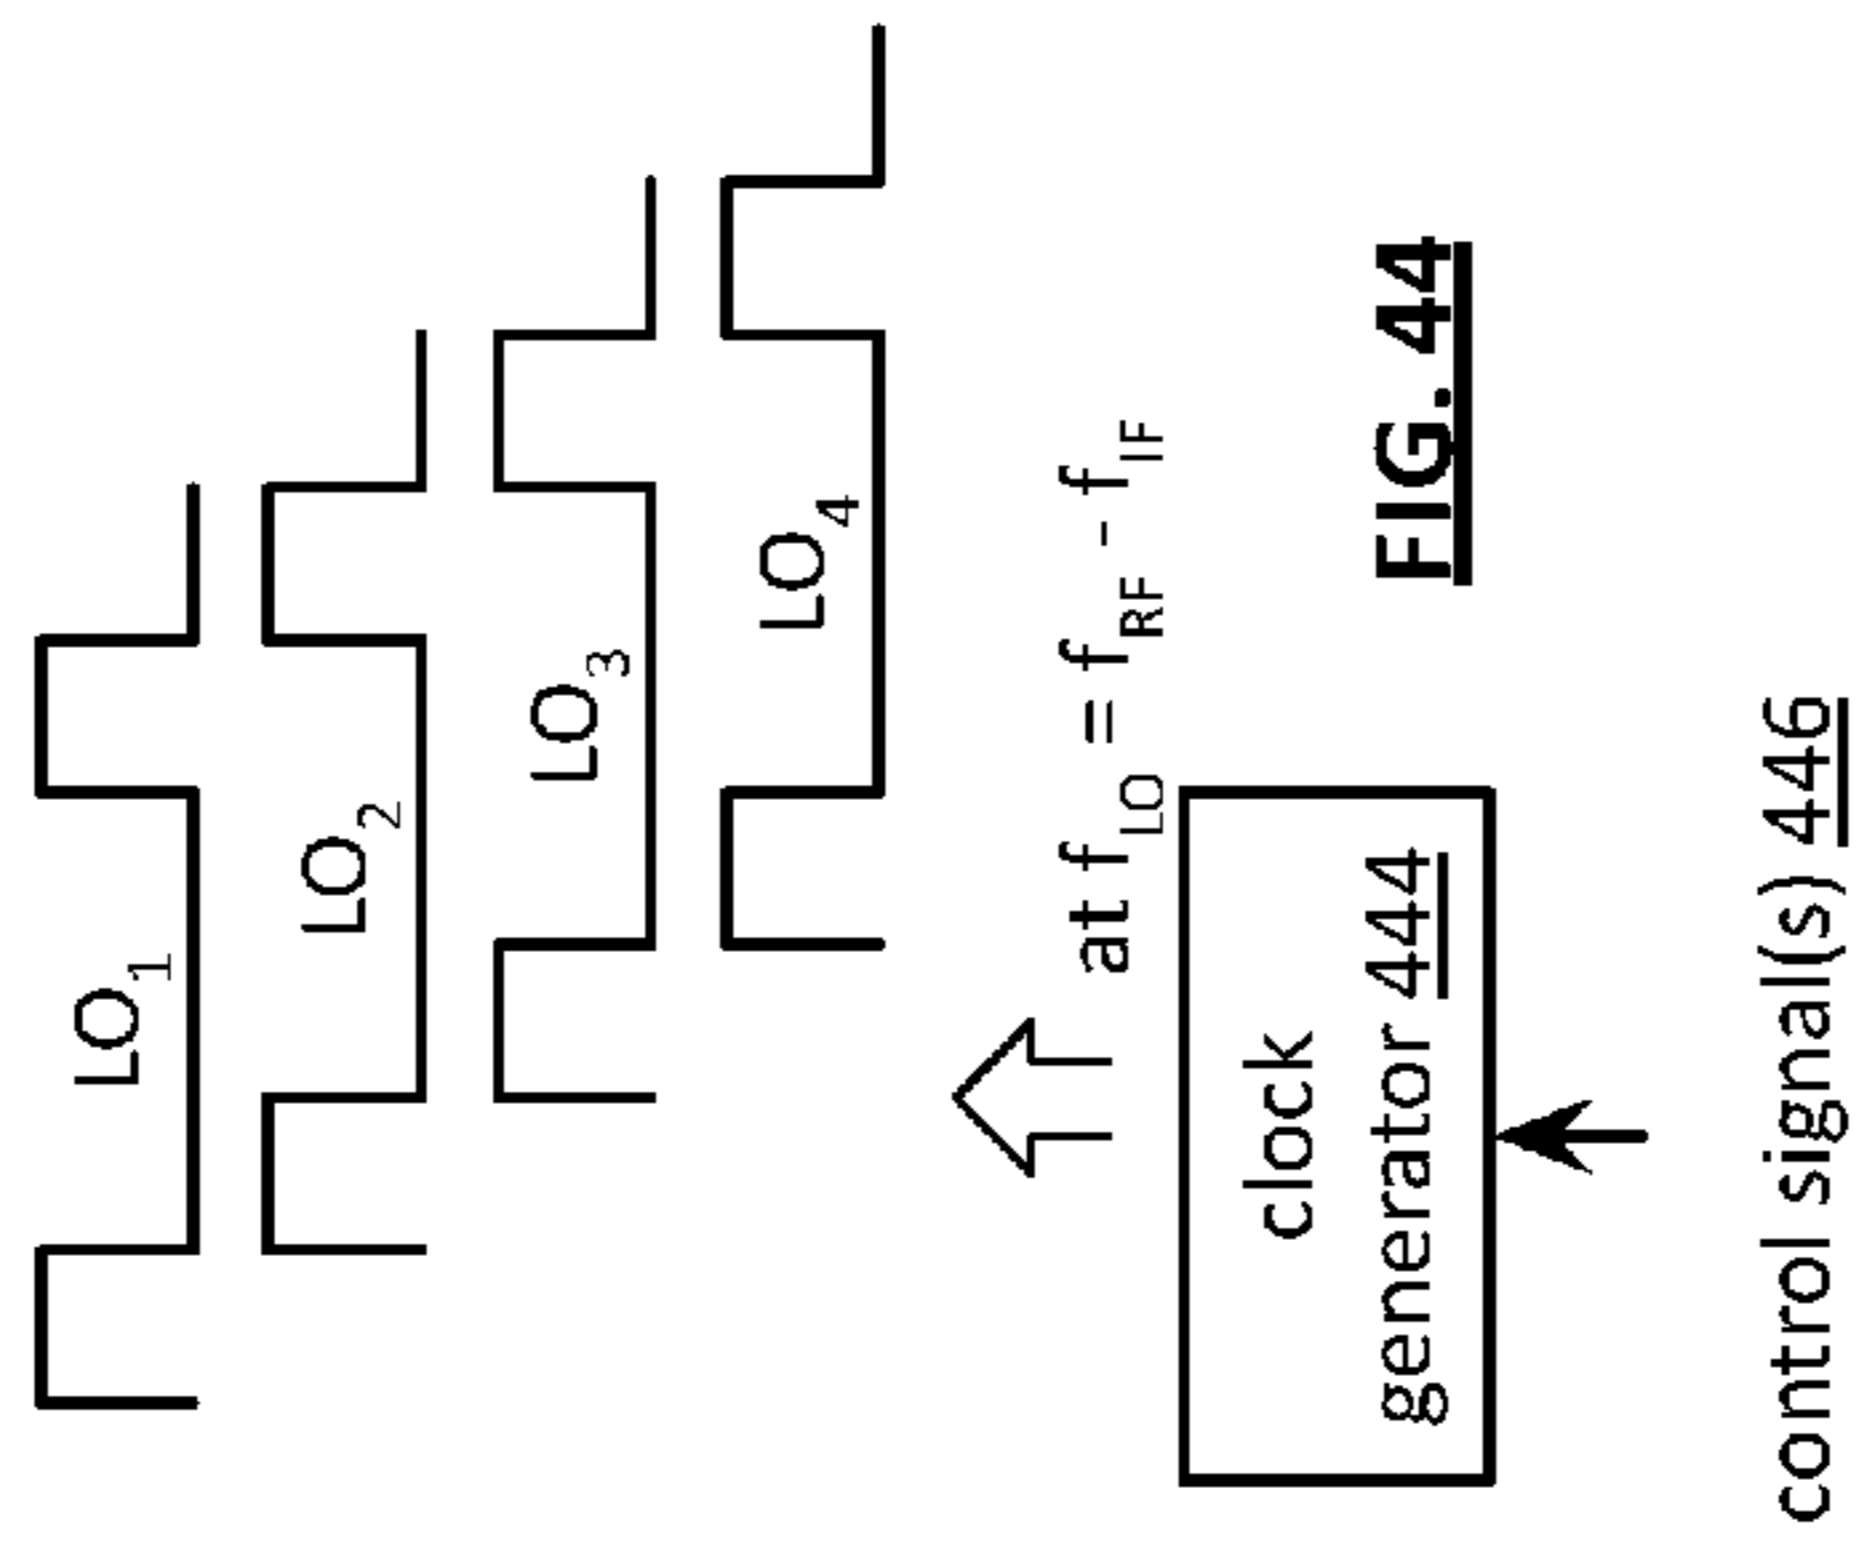 LO1
LO2
LO3
LO4
at fLO = fRF - fIF
clock
generator 444
control signal(s) 446
FIG. 44